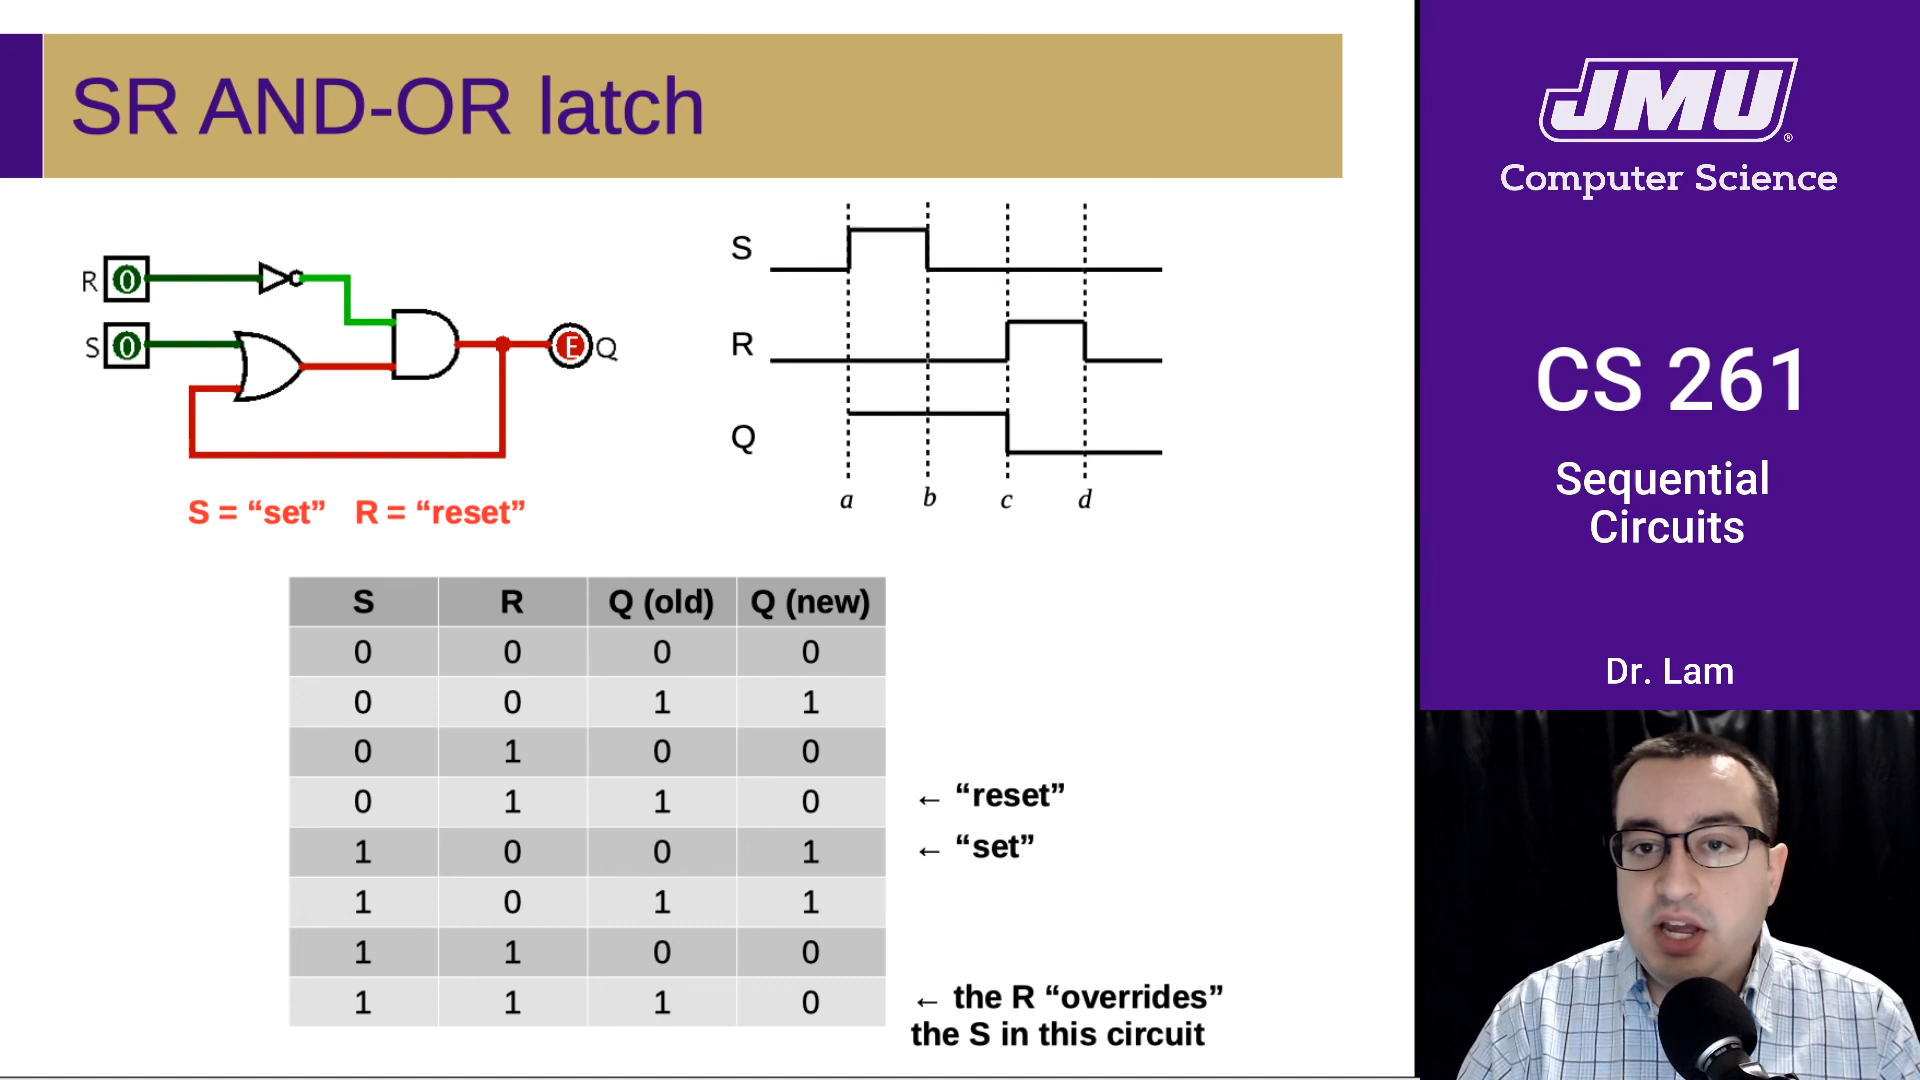 SR AND-OR latch
R 0
S 0
E Q
S = “set” R = “reset”
S
R
Q
a b c d
S R Q (old) Q (new)
0 0 0 0
0 0 1 1
0 1 0 0
0 1 1 0 ← “reset”
1 0 0 1 ← “set”
1 0 1 1
1 1 0 0
1 1 1 0 ← the R “overrides”
the S in this circuit
JMU®
Computer Science
CS 261
Sequential
Circuits
Dr. Lam